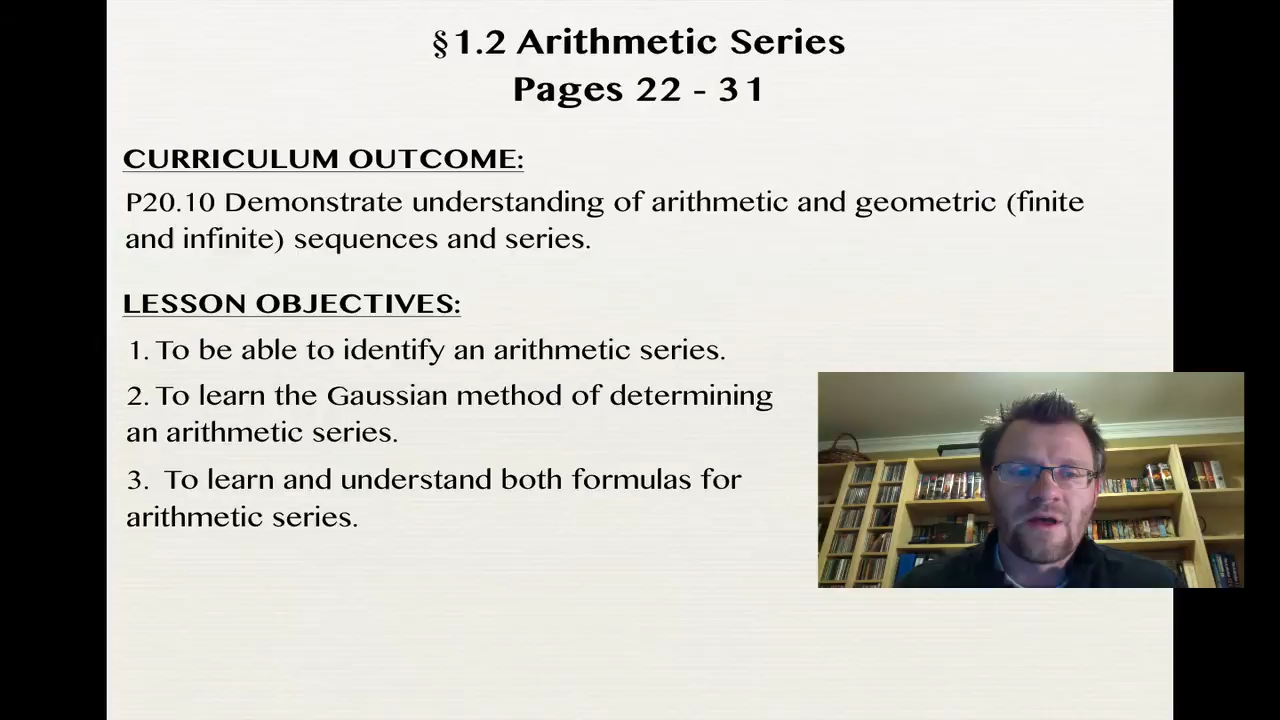 §1.2 Arithmetic Series
Pages 22 - 31
CURRICULUM OUTCOME:
P20.10 Demonstrate understanding of arithmetic and geometric (finite
and infinite) sequences and series.
LESSON OBJECTIVES:
1. To be able to identify an arithmetic series.
2. To learn the Gaussian method of determining
an arithmetic series.
3. To learn and understand both formulas for
arithmetic series.